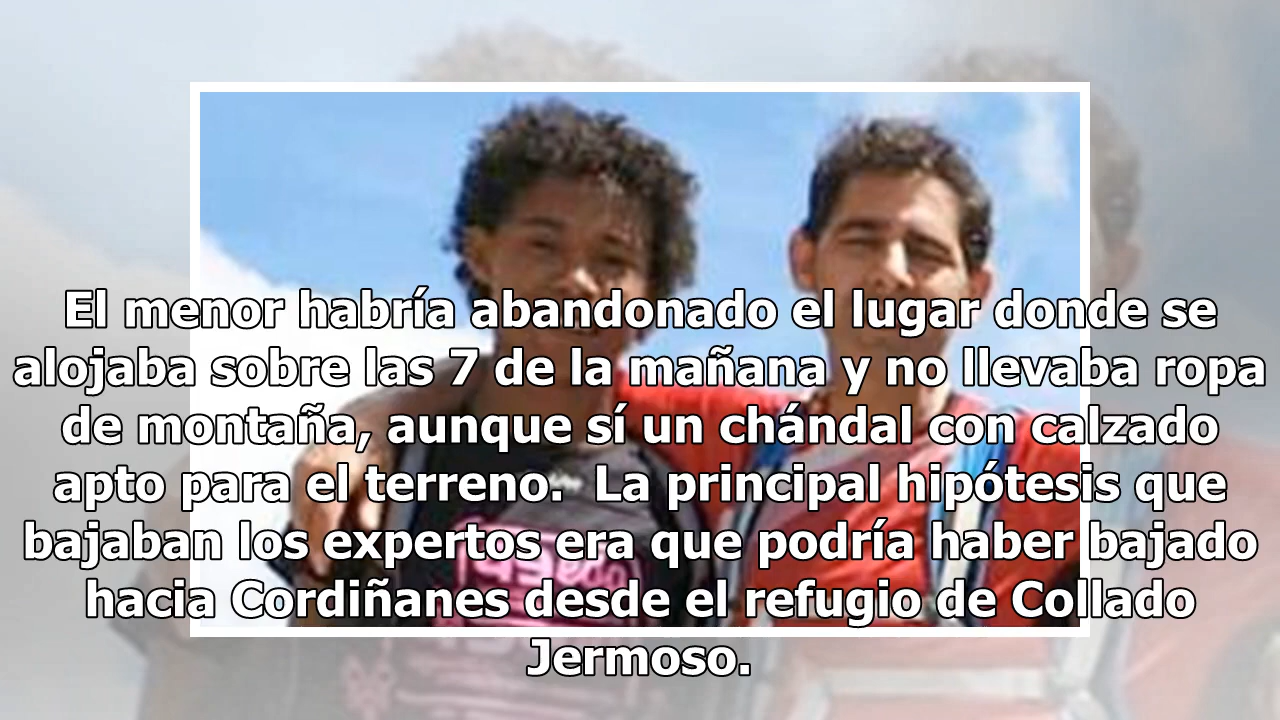 El menor habría abandonado el lugar donde se
alojaba sobre las 7 de la mañana y no llevaba ropa
de montaña, aunque sí un chándal con calzado
apto para el terreno.  La principal hipótesis que
bajaban los expertos era que podría haber bajado
hacia Cordiñanes desde el refugio de Collado
Jermoso.